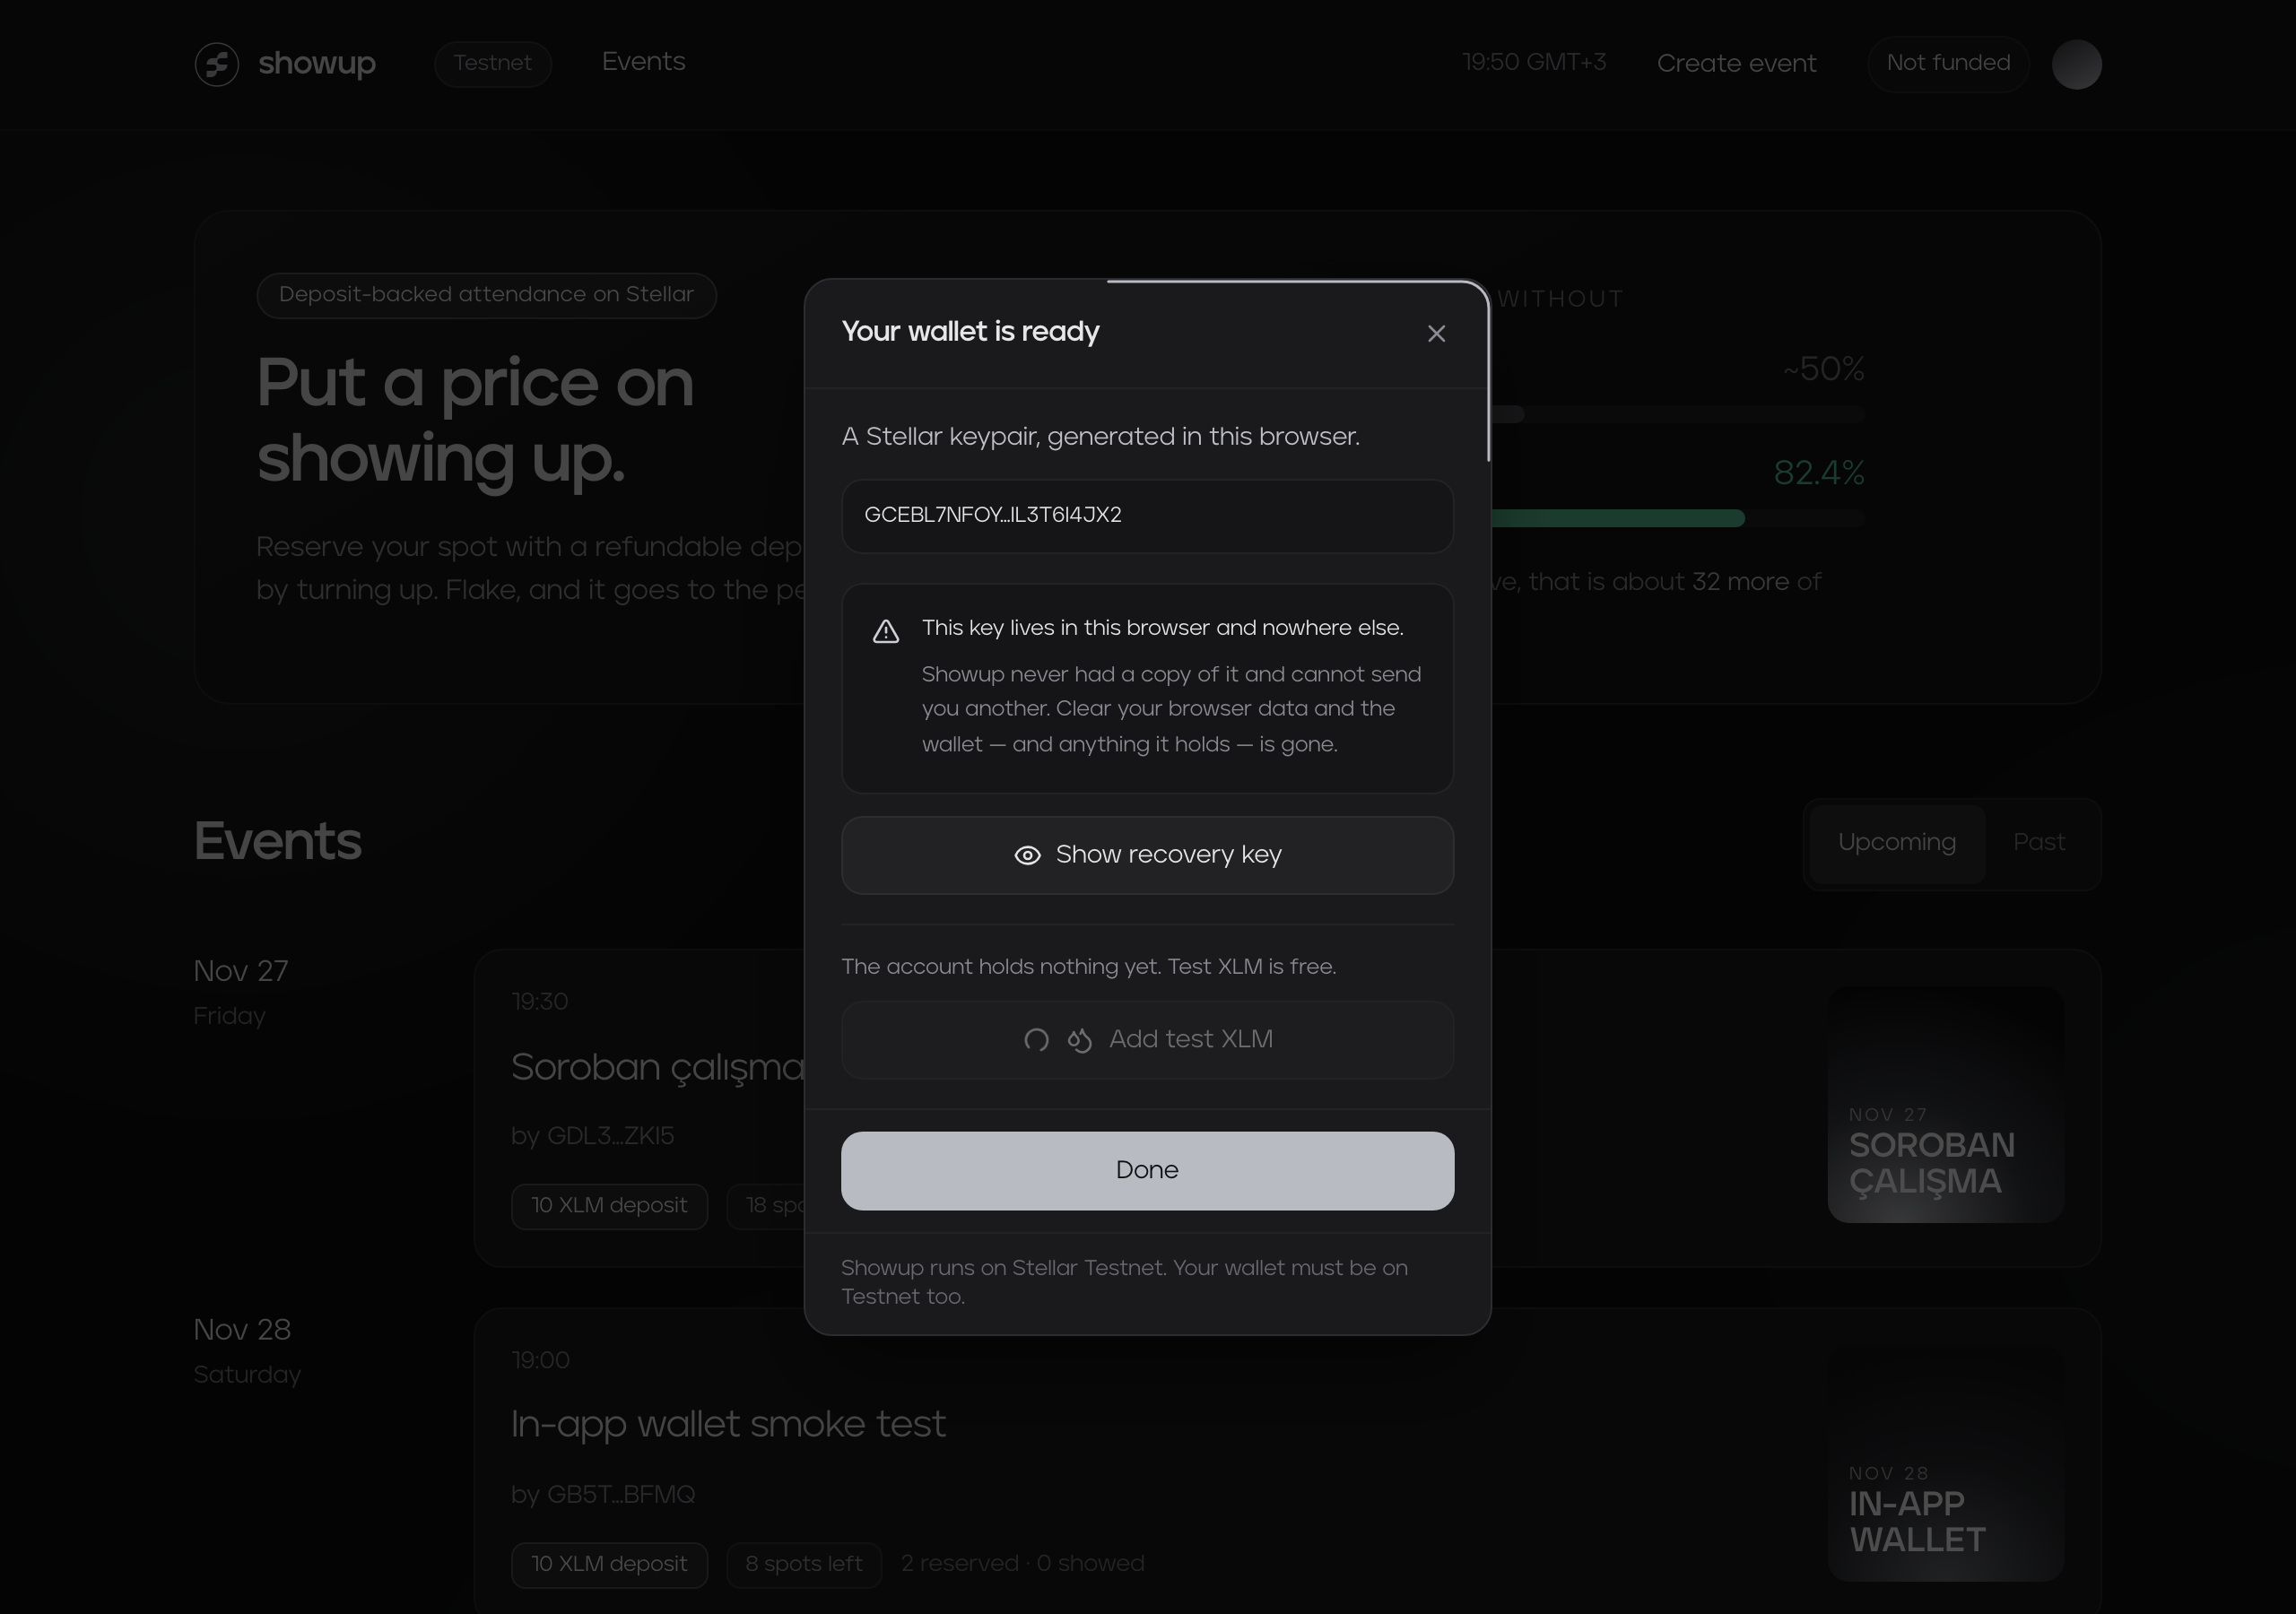 showup
Testnet
Events
19:50 GMT+3
Create event
Not funded
Deposit-backed attendance on Stellar
Put a price on
showing up.
Reserve your spot with a refundable dep
by turning up. Flake, and it goes to the pe
WITHOUT
~50%
82.4%
ve, that is about 32 more of
Your wallet is ready
A Stellar keypair, generated in this browser.
GCEBL7NFOY...IL3T6I4JX2
This key lives in this browser and nowhere else.
Showup never had a copy of it and cannot send
you another. Clear your browser data and the
wallet — and anything it holds — is gone.
Show recovery key
The account holds nothing yet. Test XLM is free.
Add test XLM
Done
Showup runs on Stellar Testnet. Your wallet must be on
Testnet too.
Events
Upcoming
Past
Nov 27
Friday
19:30
Soroban çalışma
by GDL3...ZKI5
10 XLM deposit
18 spo
NOV 27
SOROBAN
ÇALIŞMA
Nov 28
Saturday
19:00
In-app wallet smoke test
by GB5T...BFMQ
10 XLM deposit
8 spots left
2 reserved · 0 showed
NOV 28
IN-APP
WALLET